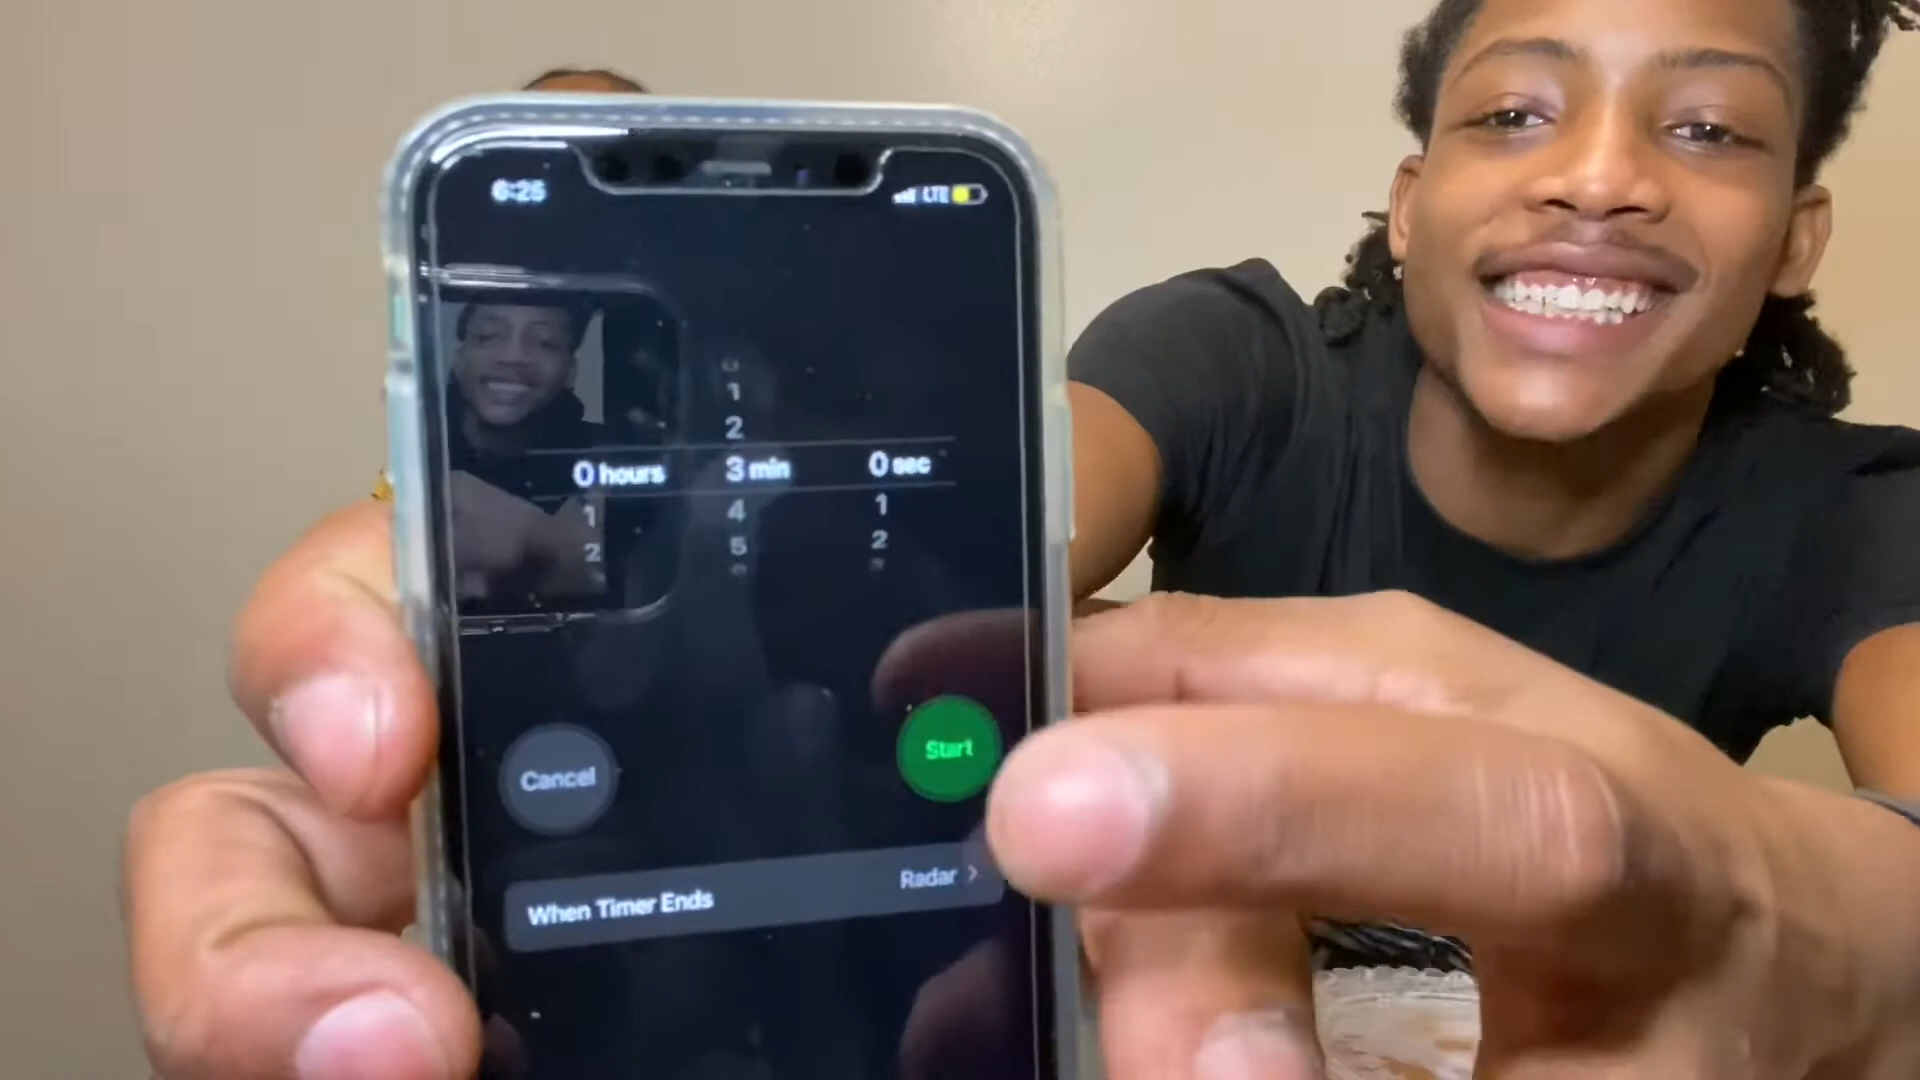 6:25 LTE
1
2
0 hours 3 min 0 sec
1 4 1
2 5 2
Cancel Start
When Timer Ends Radar